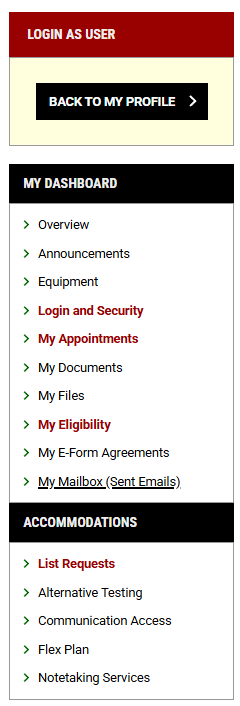 LOGIN AS USER
BACK TO MY PROFILE
MY DASHBOARD
Overview
Announcements
Equipment
Login and Security
My Appointments
My Documents
My Files
My Eligibility
My E-Form Agreements
My Mailbox (Sent Emails)
ACCOMMODATIONS
List Requests
Alternative Testing
Communication Access
Flex Plan
Notetaking Services